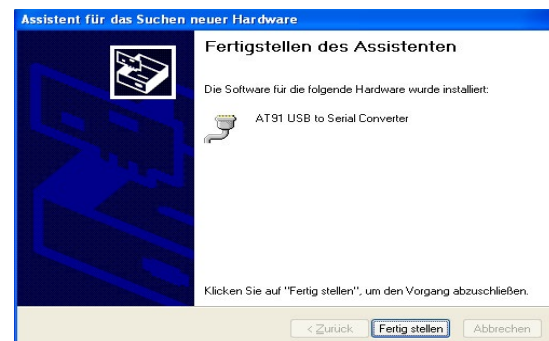 Assistent für das Suchen neuer Hardware
Fertigstellen des Assistenten
Die Software für die folgende Hardware wurde installiert:
AT91 USB to Serial Converter
Klicken Sie auf "Fertig stellen", um den Vorgang abzuschließen.
< Zurück Fertig stellen Abbrechen